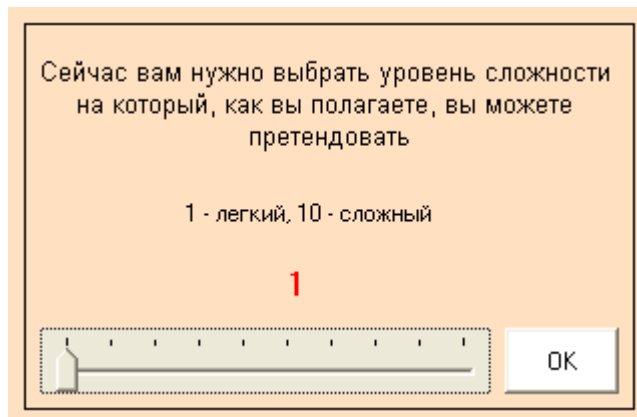 Сейчас вам нужно выбрать уровень сложности
на который, как вы полагаете, вы можете
претендовать
1 - легкий, 10 - сложный
1
OK